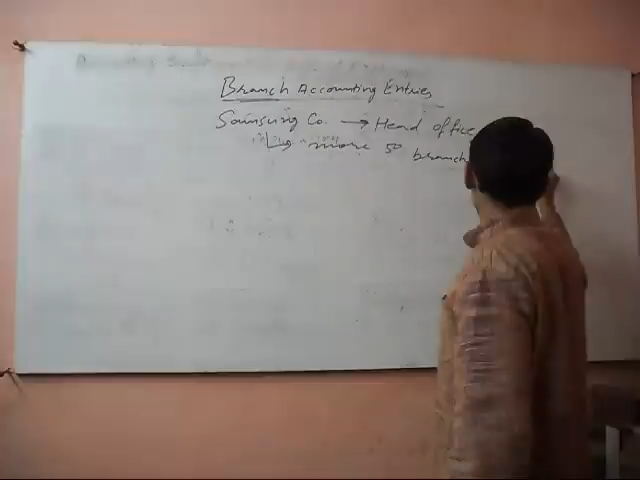 Branch Accounting Entries
Samsung Co. → Head office
↳ more 50 branch